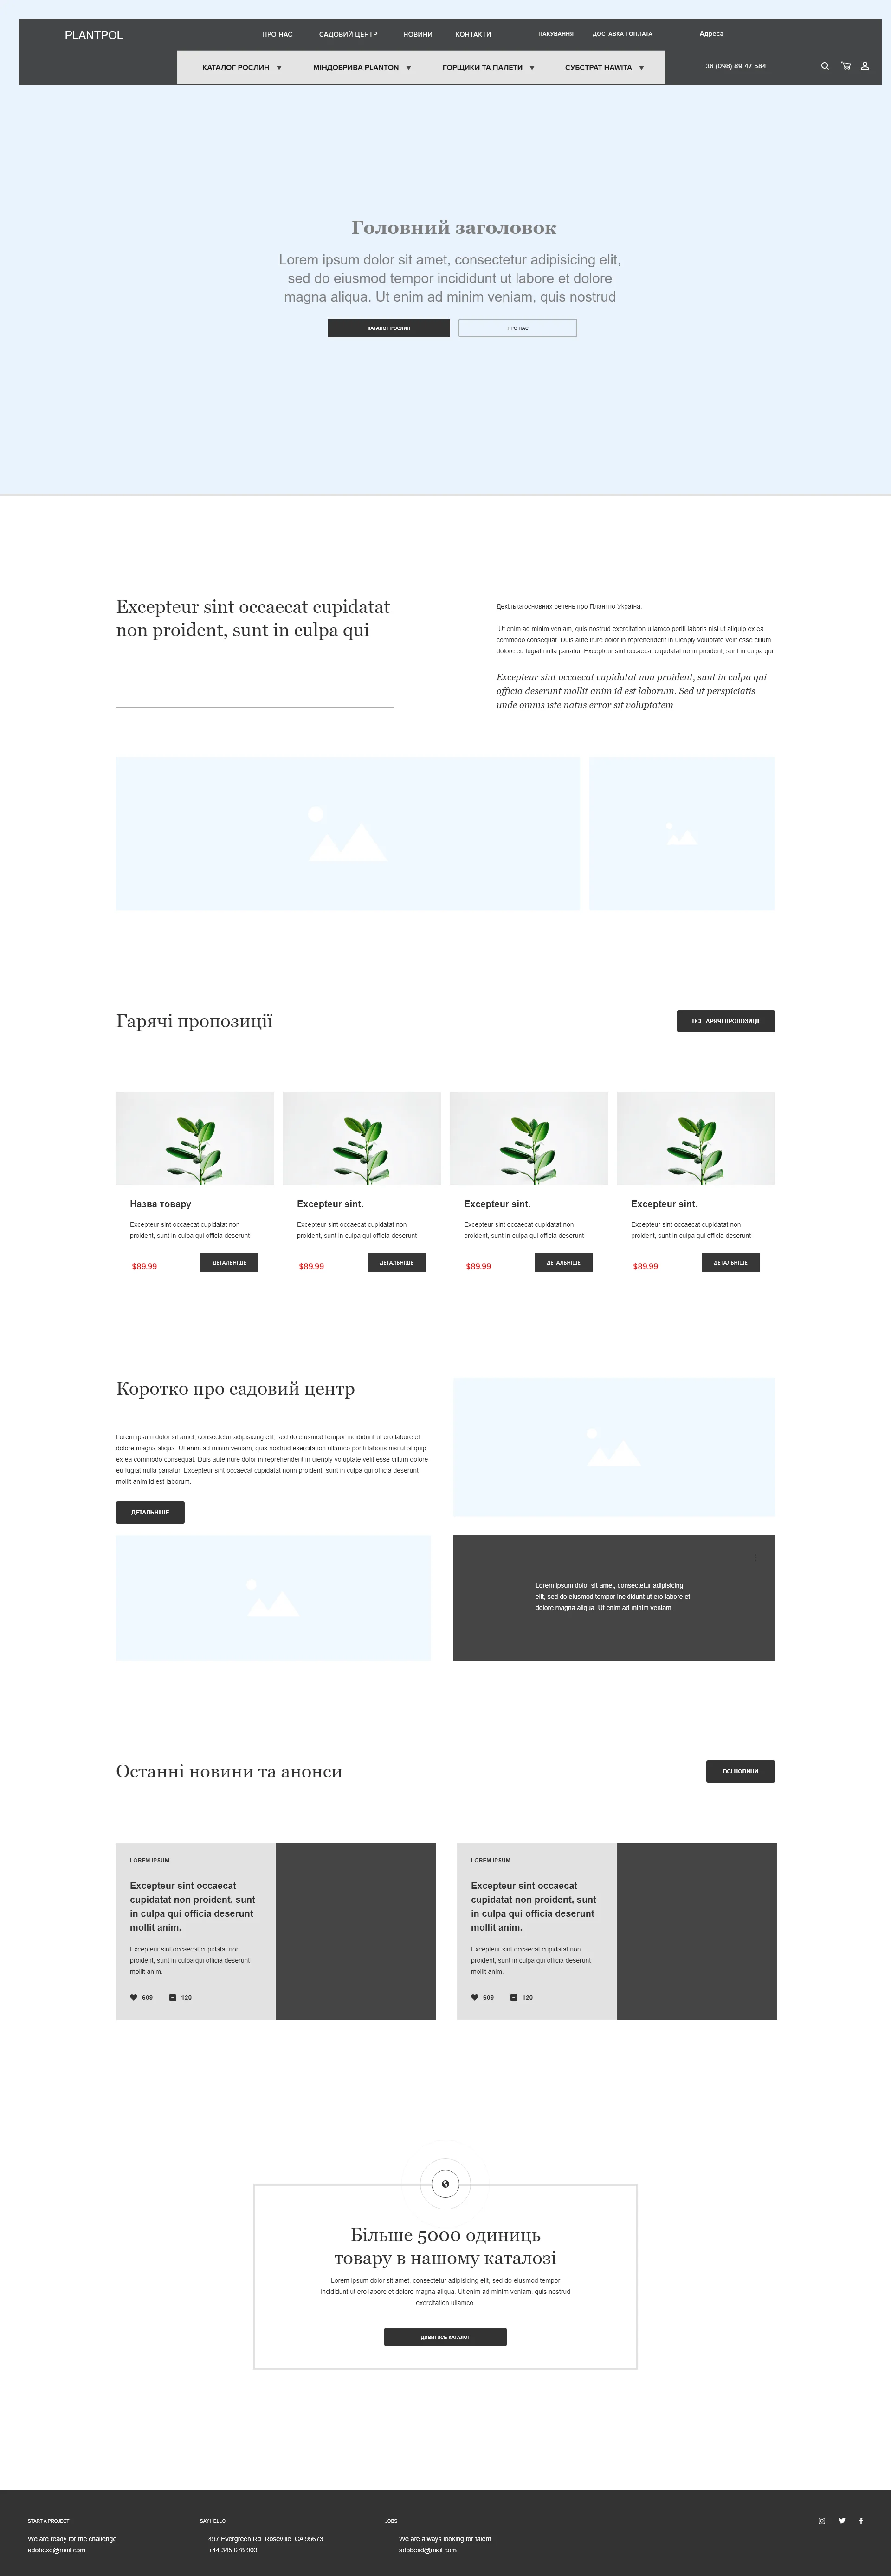 PLANTPOL
ПРО НАС САДОВИЙ ЦЕНТР НОВИНИ КОНТАКТИ ПАКУВАННЯ ДОСТАВКА І ОПЛАТА Адреса
КАТАЛОГ РОСЛИН МІНДОБРИВА PLANTON ГОРЩИКИ ТА ПАЛЕТИ СУБСТРАТ HAWITA +38 (098) 89 47 584
Головний заголовок
Lorem ipsum dolor sit amet, consectetur adipisicing elit,
sed do eiusmod tempor incididunt ut labore et dolore
magna aliqua. Ut enim ad minim veniam, quis nostrud
КАТАЛОГ РОСЛИН ПРО НАС
Excepteur sint occaecat cupidatat
non proident, sunt in culpa qui
Декілька основних речень про Плантпо-Україна.
Ut enim ad minim veniam, quis nostrud exercitation ullamco ponti laboris nisi ut aliquip ex ea
commodo consequat. Duis aute irure dolor in reprehenderit in uienply voluptate velit esse cillum
dolore eu fugiat nulla pariatur. Excepteur sint occaecat cupidatat norin proident, sunt in culpa qui
Excepteur sint occaecat cupidatat non proident, sunt in culpa qui
officia deserunt mollit anim id est laborum. Sed ut perspiciatis
unde omnis iste natus error sit voluptatem
Гарячі пропозиції
ВСІ ГАРЯЧІ ПРОПОЗИЦІЇ
Назва товару
Excepteur sint occaecat cupidatat non
proident, sunt in culpa qui officia deserunt
$89.99 ДЕТАЛЬНІШЕ
Excepteur sint.
Excepteur sint occaecat cupidatat non
proident, sunt in culpa qui officia deserunt
$89.99 ДЕТАЛЬНІШЕ
Excepteur sint.
Excepteur sint occaecat cupidatat non
proident, sunt in culpa qui officia deserunt
$89.99 ДЕТАЛЬНІШЕ
Excepteur sint.
Excepteur sint occaecat cupidatat non
proident, sunt in culpa qui officia deserunt
$89.99 ДЕТАЛЬНІШЕ
Коротко про садовий центр
Lorem ipsum dolor sit amet, consectetur adipisicing elit, sed do eiusmod tempor incididunt ut ero labore et
dolore magna aliqua. Ut enim ad minim veniam, quis nostrud exercitation ullamco ponti laboris nisi ut aliquip
ex ea commodo consequat. Duis aute irure dolor in reprehenderit in uienply voluptate velit esse cillum dolore
eu fugiat nulla pariatur. Excepteur sint occaecat cupidatat norin proident, sunt in culpa qui officia deserunt
mollit anim id est laborum.
ДЕТАЛЬНІШЕ
Lorem ipsum dolor sit amet, consectetur adipisicing
elit, sed do eiusmod tempor incididunt ut ero labore et
dolore magna aliqua. Ut enim ad minim veniam.
Останні новини та анонси
ВСІ НОВИНИ
LOREM IPSUM
Excepteur sint occaecat
cupidatat non proident, sunt
in culpa qui officia deserunt
mollit anim.
Excepteur sint occaecat cupidatat non
proident, sunt in culpa qui officia deserunt
mollit anim.
609 120
LOREM IPSUM
Excepteur sint occaecat
cupidatat non proident, sunt
in culpa qui officia deserunt
mollit anim.
Excepteur sint occaecat cupidatat non
proident, sunt in culpa qui officia deserunt
mollit anim.
609 120
Більше 5000 одиниць
товару в нашому каталозі
Lorem ipsum dolor sit amet, consectetur adipisicing elit, sed do eiusmod tempor
incididunt ut ero labore et dolore magna aliqua. Ut enim ad minim veniam, quis nostrud
exercitation ullamco.
ДИВИТИСЬ КАТАЛОГ
START A PROJECT
We are ready for the challenge
adobexd@mail.com
SAY HELLO
497 Evergreen Rd. Roseville, CA 95673
+44 345 678 903
JOBS
We are always looking for talent
adobexd@mail.com